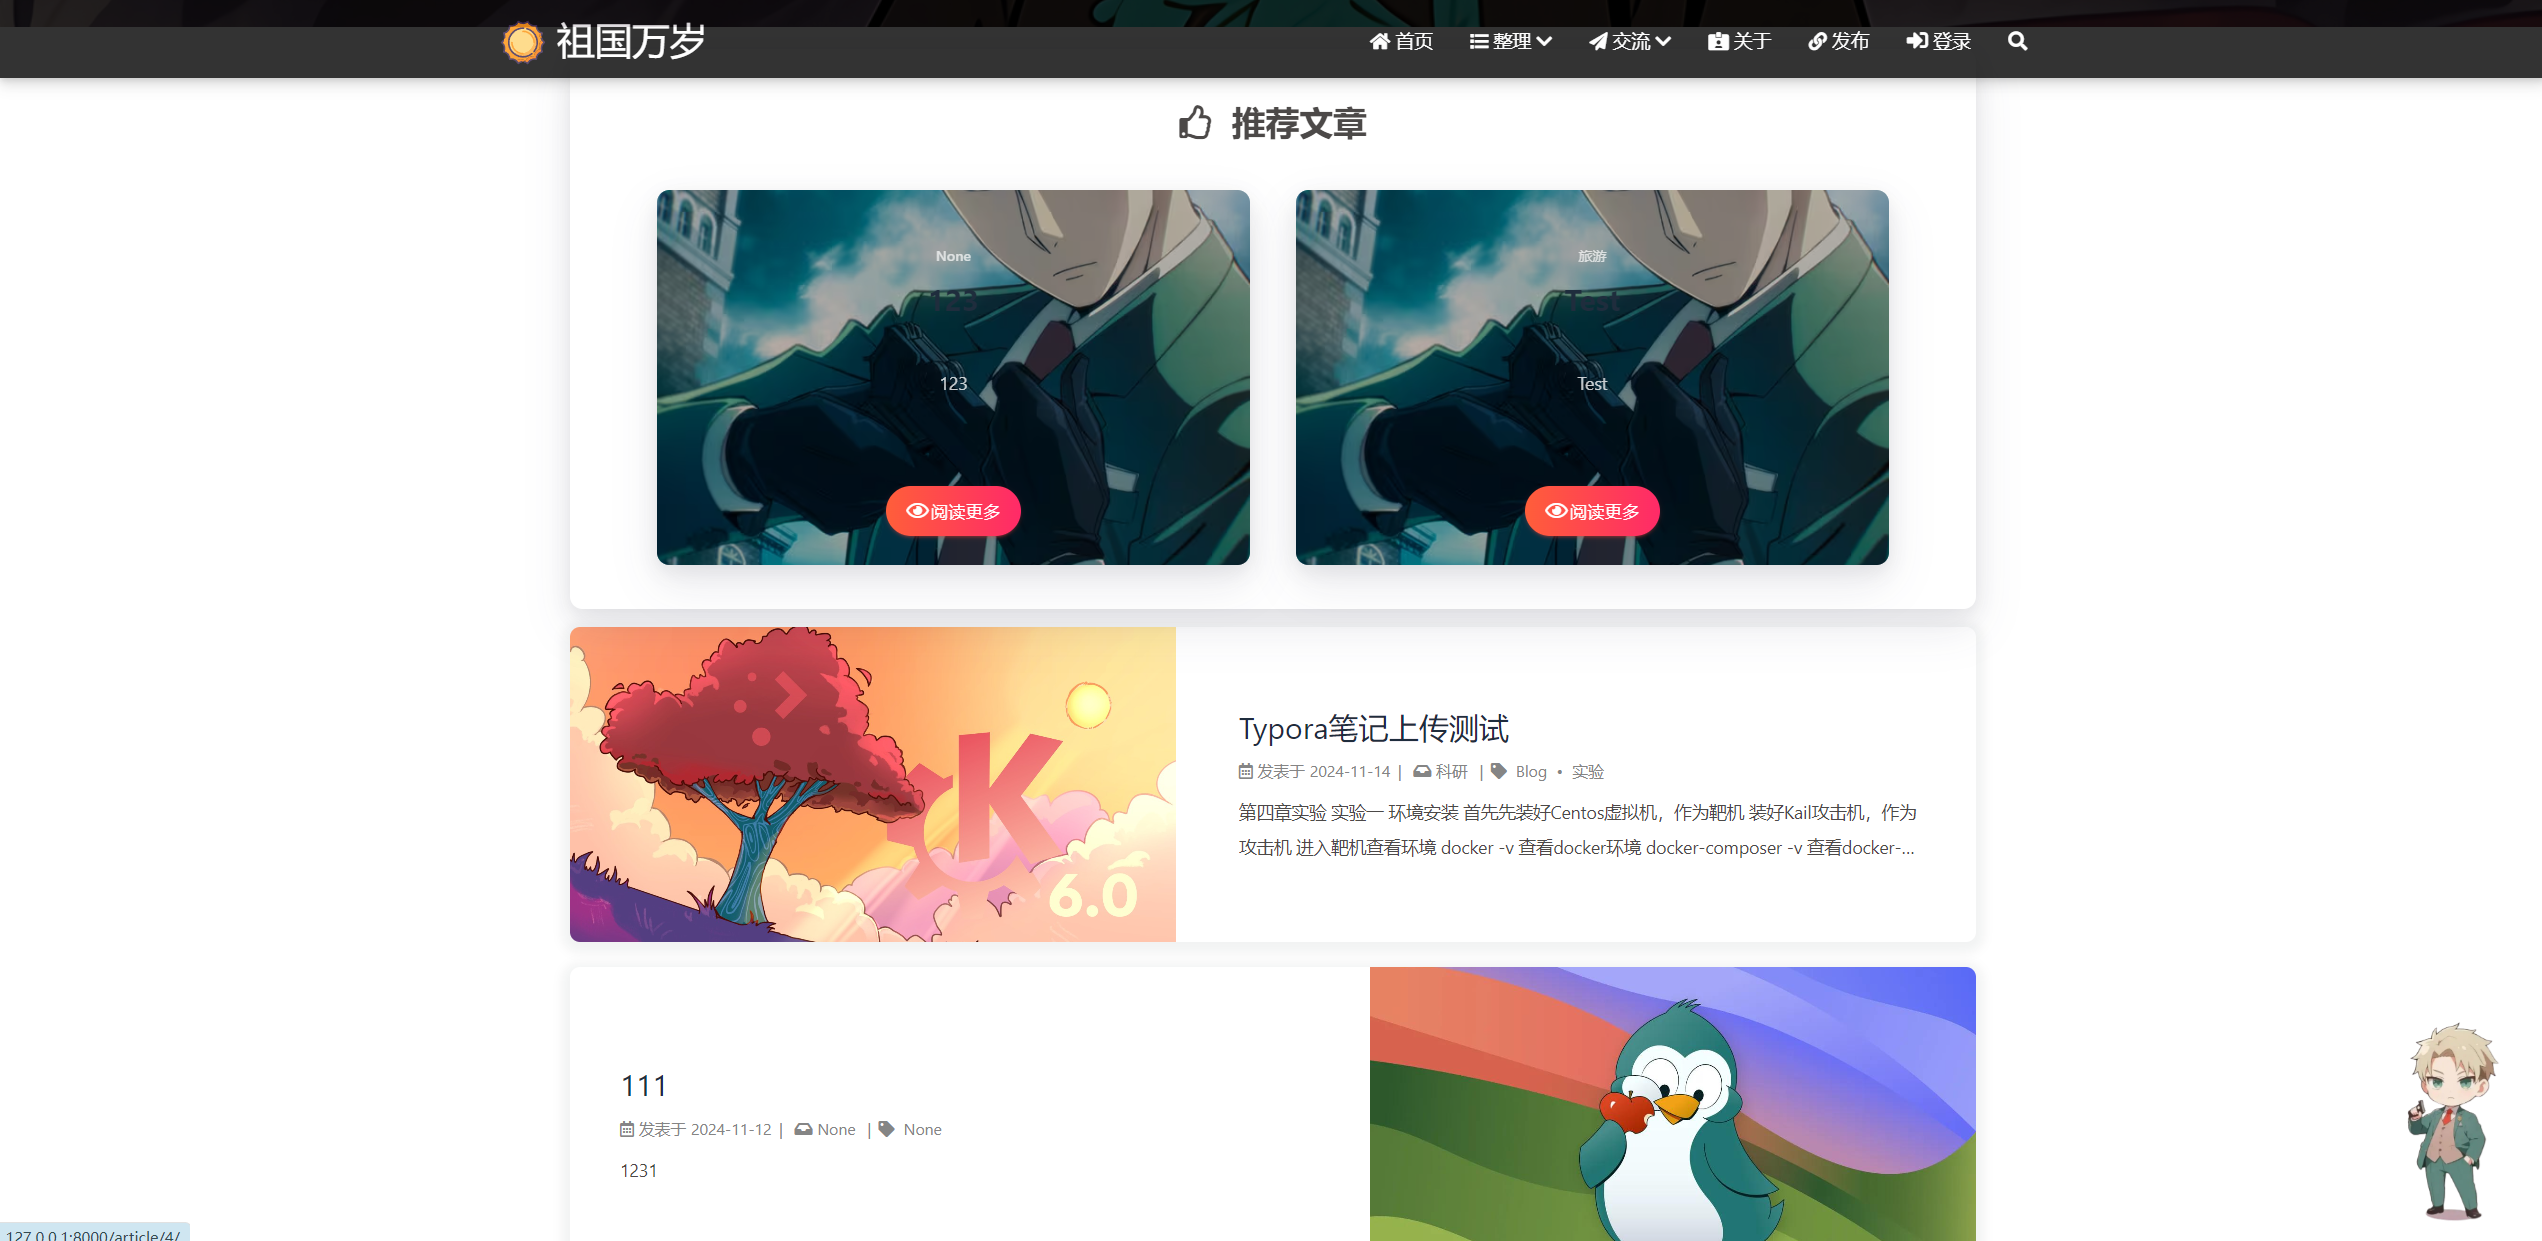 祖国万岁
首页 整理 交流 关于 发布 登录
推荐文章
None
123
123
阅读更多
旅游
Test
Test
阅读更多
K
6.0
Typora笔记上传测试
发表于 2024-11-14 | 科研 | Blog • 实验
第四章实验 实验一 环境安装 首先先装好Centos虚拟机，作为靶机 装好Kail攻击机，作为
攻击机 进入靶机查看环境 docker -v 查看docker环境 docker-composer -v 查看docker-...
111
发表于 2024-11-12 | None | None
1231
127.0.0.1:8000/article/4/